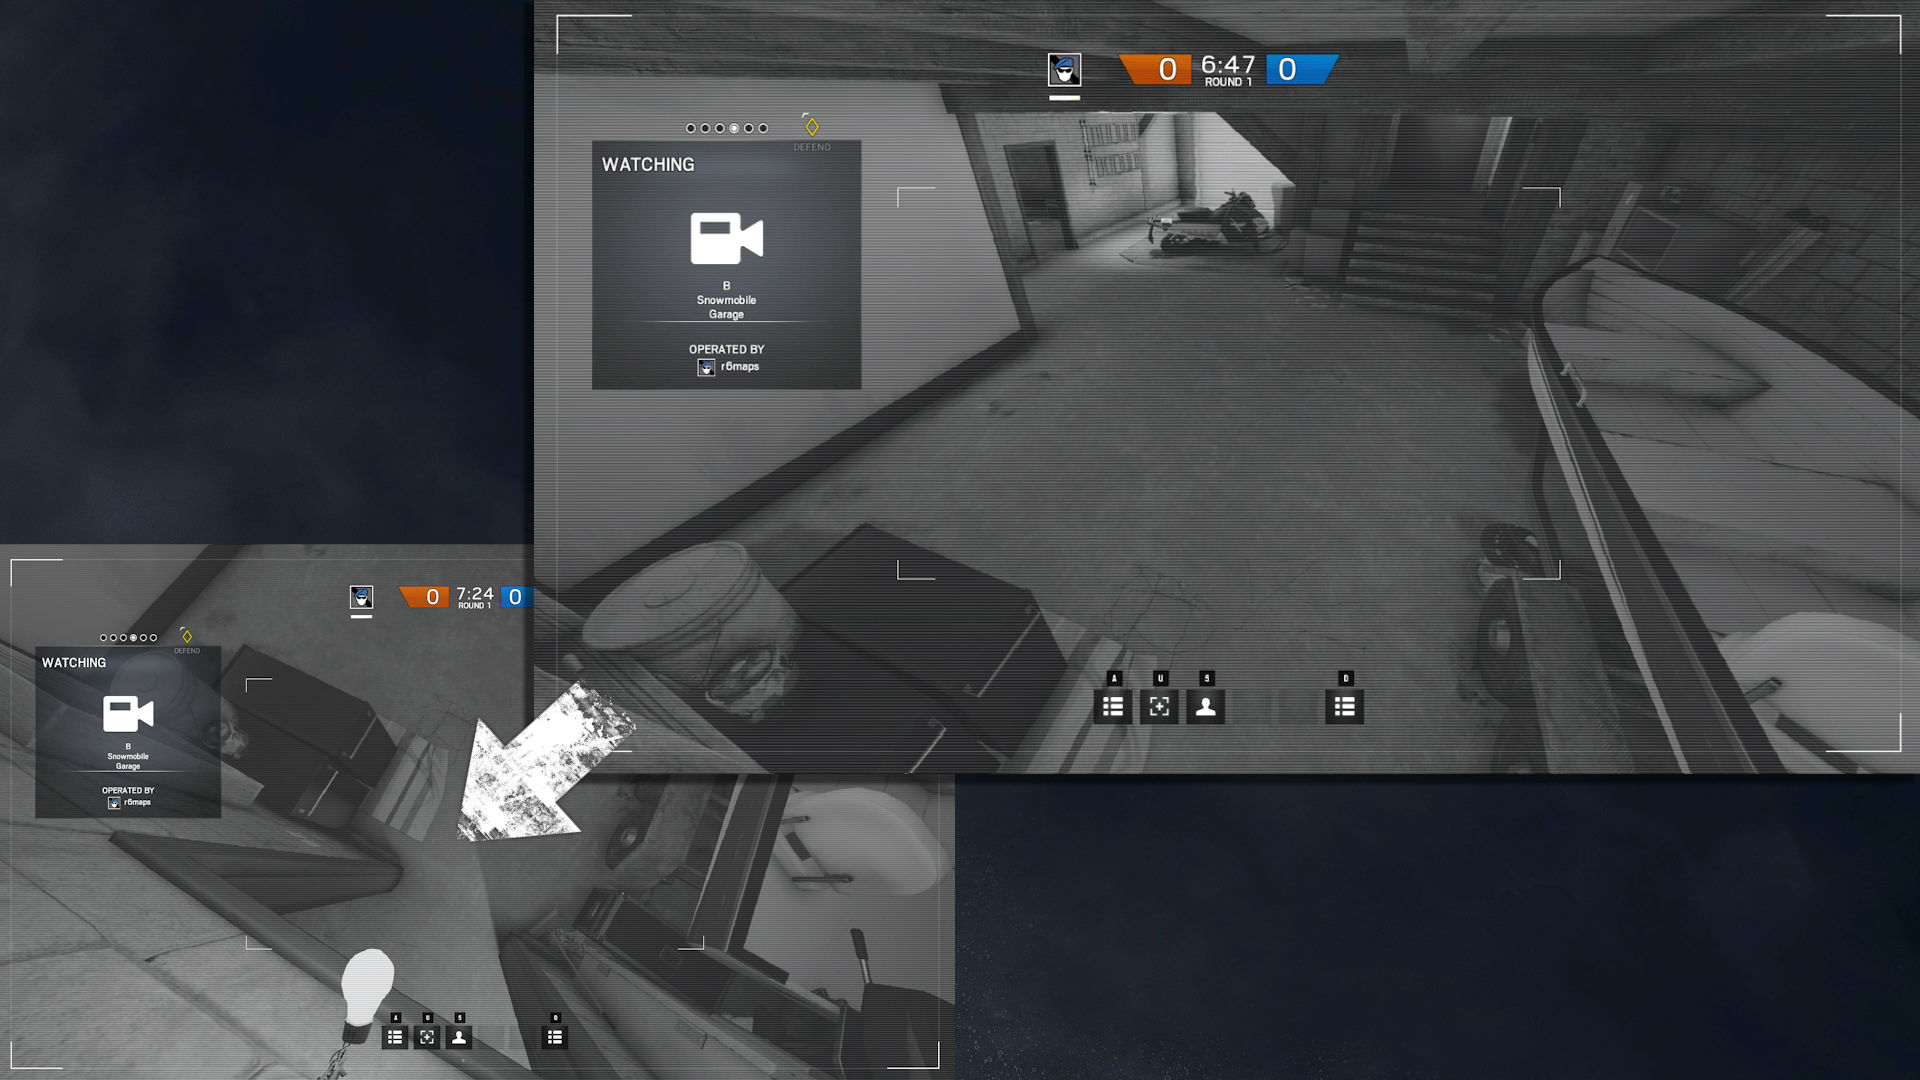 0 6:47 0
ROUND 1
DEFEND
WATCHING
B
Snowmobile
Garage
OPERATED BY
r6maps
A U 5 D
0 7:24 0
ROUND 1
DEFEND
WATCHING
B
Snowmobile
Garage
OPERATED BY
r6maps